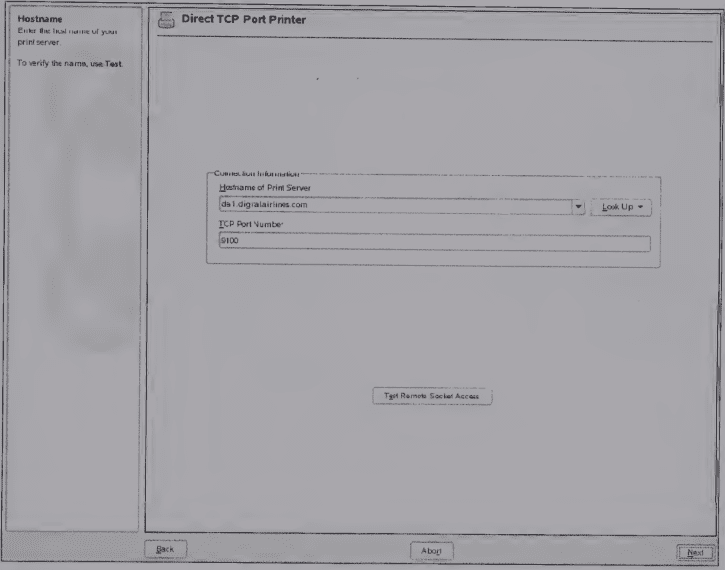 Hostname
Enter the host name of your
print server.
To verify the name, use Test.
Direct TCP Port Printer
Connection Information
Hostname of Print Server
da1.digitalairlines.com
Look Up
TCP Port Number
9100
Test Remote Socket Access
Back
Abort
Next